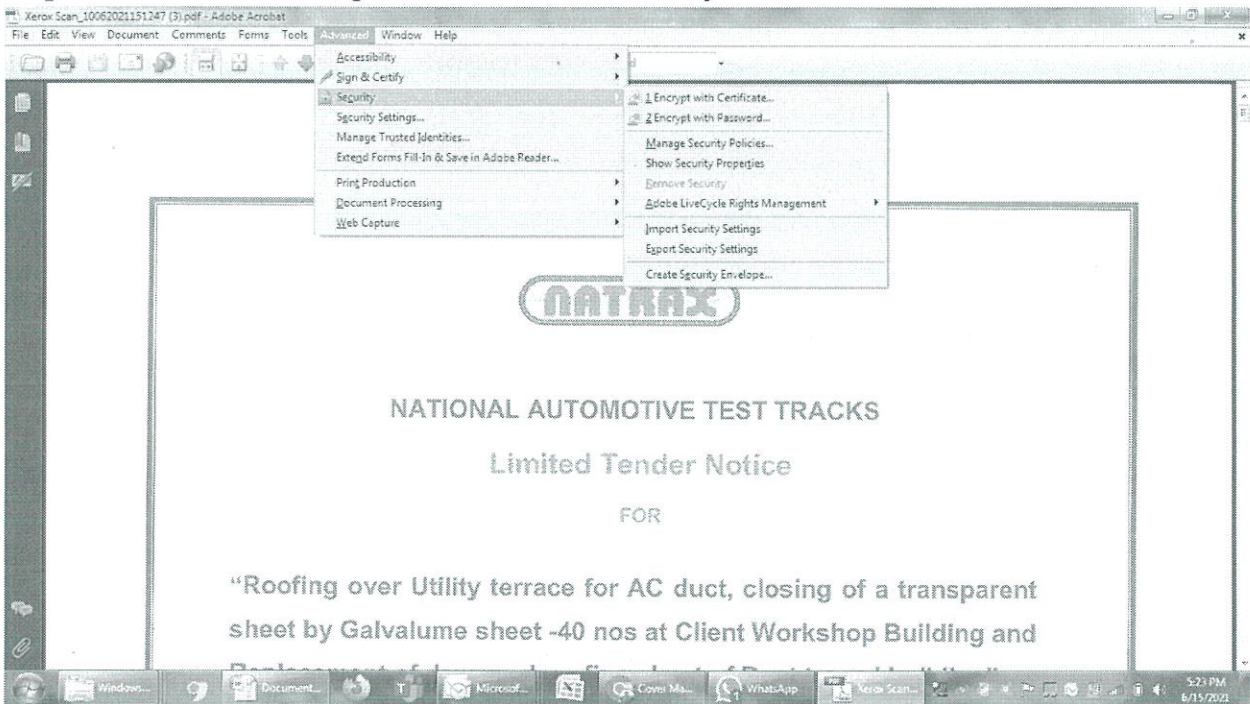 Xerox Scan_10062021151247 (3).pdf - Adobe Acrobat
File Edit View Document Comments Forms Tools Advanced Window Help
Accessibility
Sign & Certify
Security
Security Settings...
Manage Trusted Identities...
Extend Forms Fill-In & Save in Adobe Reader...
Print Production
Document Processing
Web Capture
1 Encrypt with Certificate...
2 Encrypt with Password...
Manage Security Policies...
Show Security Properties
Remove Security
Adobe LiveCycle Rights Management
Import Security Settings
Export Security Settings
Create Security Envelope...
NATRAX
NATIONAL AUTOMOTIVE TEST TRACKS
Limited Tender Notice
FOR
“Roofing over Utility terrace for AC duct, closing of a transparent
sheet by Galvalume sheet -40 nos at Client Workshop Building and
Windows... Document... Microsof... Cover Ma... WhatsApp Xerox Scan...
5:23 PM
6/15/2021